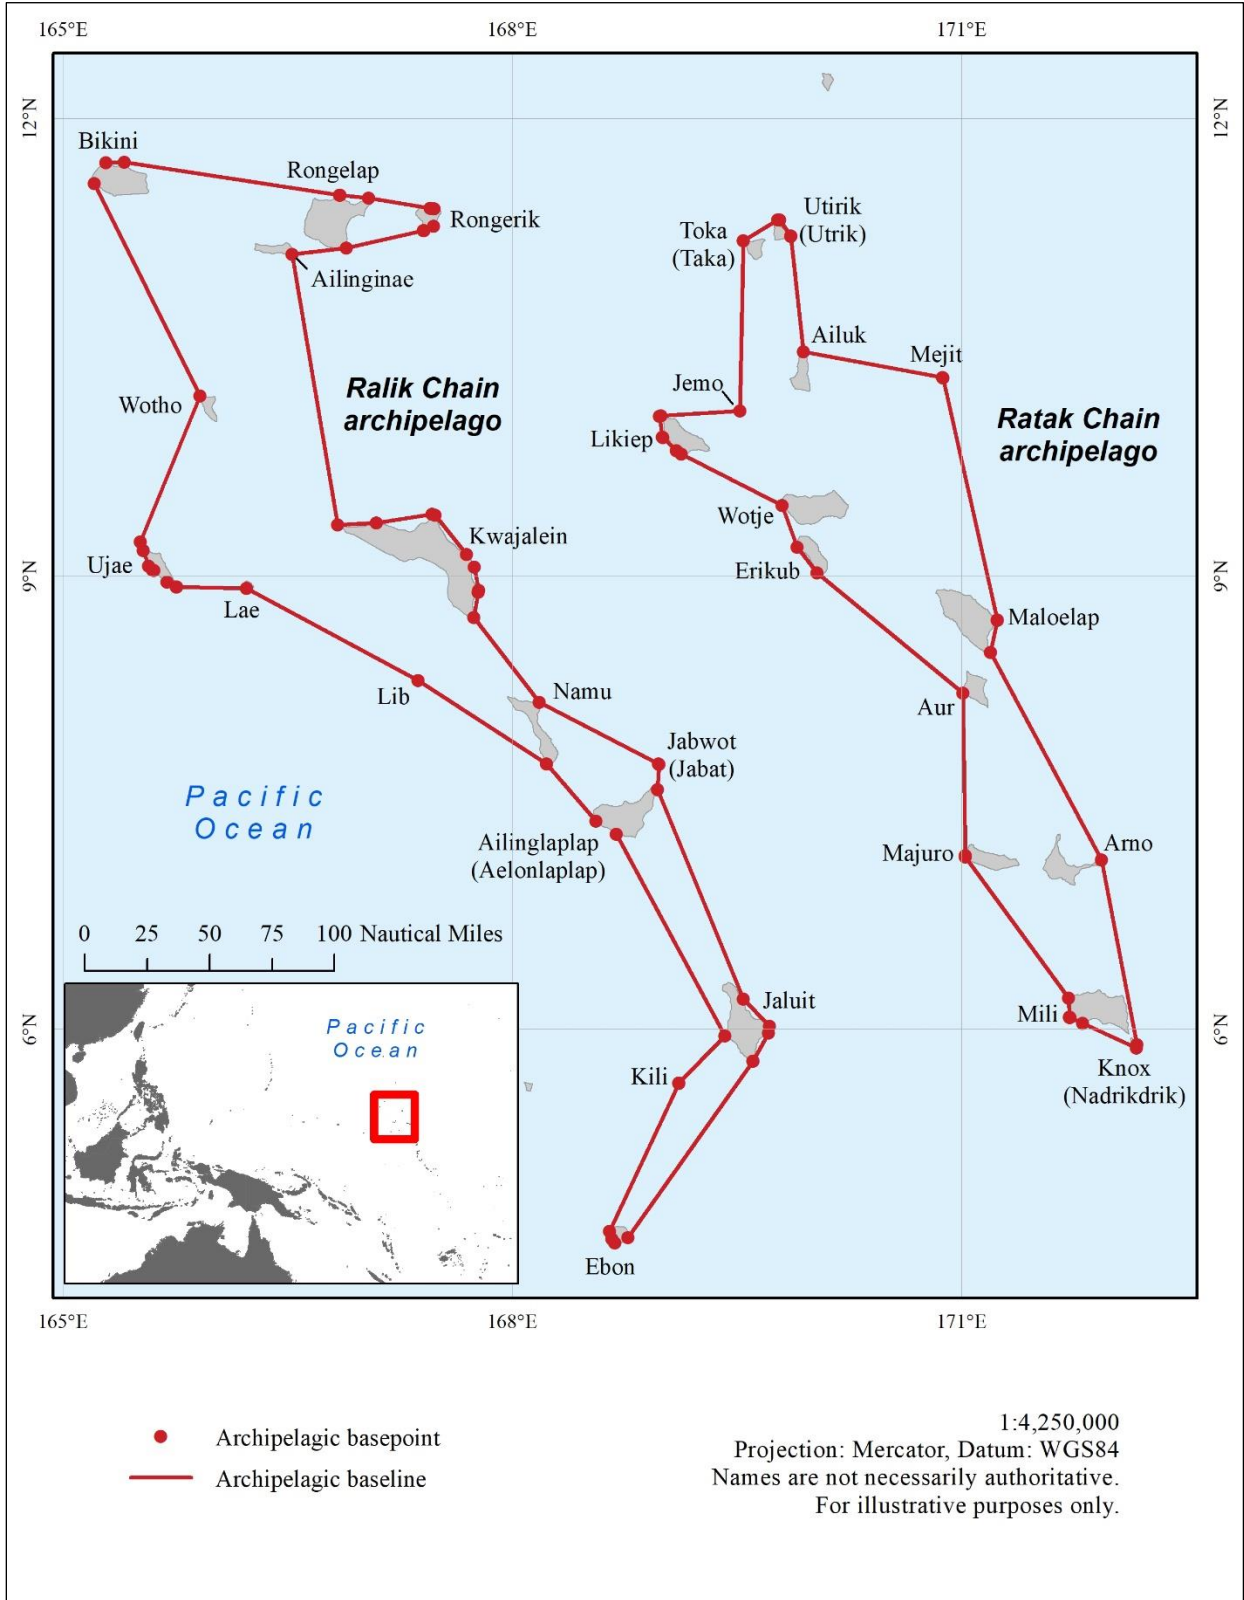 165°E 168°E 171°E
12°N 12°N
Bikini
Rongelap
Rongerik
Ailinginae
Utirik
(Utrik)
Toka
(Taka)
Ailuk
Mejit
Jemo
Wotho
Ralik Chain
archipelago
Ratak Chain
archipelago
Likiep
Wotje
Kwajalein
Ujae
Erikub
9°N 9°N
Lae
Maloelap
Lib
Namu
Aur
Jabwot
(Jabat)
Pacific
Ocean
Ailinglaplap
(Aelonlaplap)
Majuro
Arno
0 25 50 75 100 Nautical Miles
Jaluit
Mili
6°N 6°N
Pacific
Ocean
Kili
Knox
(Nadrikdrik)
Ebon
165°E 168°E 171°E
Archipelagic basepoint
Archipelagic baseline
1:4,250,000
Projection: Mercator, Datum: WGS84
Names are not necessarily authoritative.
For illustrative purposes only.